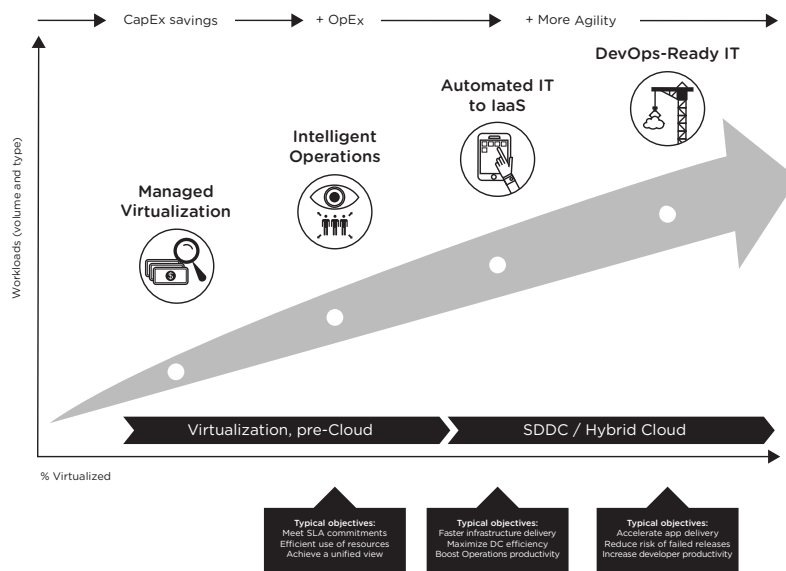 CapEx savings
+ OpEx
+ More Agility
DevOps-Ready IT
Automated IT
to IaaS
Intelligent
Operations
Managed
Virtualization
Workloads (volume and type)
$
Virtualization, pre-Cloud
SDDC / Hybrid Cloud
% Virtualized
Typical objectives:
Meet SLA commitments
Efficient use of resources
Achieve a unified view
Typical objectives:
Faster infrastructure delivery
Maximize DC efficiency
Boost Operations productivity
Typical objectives:
Accelerate app delivery
Reduce risk of failed releases
Increase developer productivity